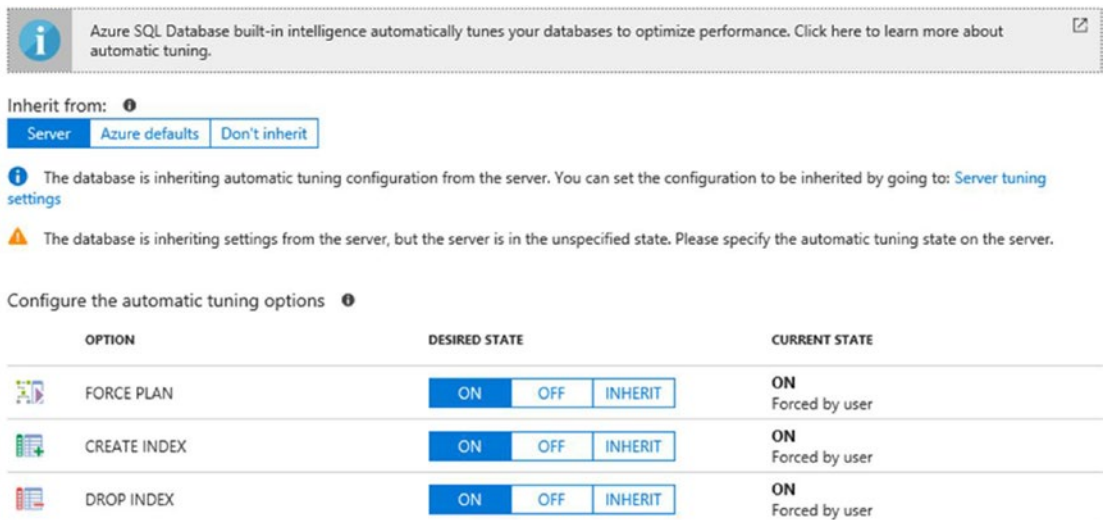 Azure SQL Database built-in intelligence automatically tunes your databases to optimize performance. Click here to learn more about
automatic tuning.
Inherit from:
Server Azure defaults Don't inherit
The database is inheriting automatic tuning configuration from the server. You can set the configuration to be inherited by going to: Server tuning
settings
The database is inheriting settings from the server, but the server is in the unspecified state. Please specify the automatic tuning state on the server.
Configure the automatic tuning options
OPTION DESIRED STATE CURRENT STATE
FORCE PLAN ON OFF INHERIT ON
Forced by user
CREATE INDEX ON OFF INHERIT ON
Forced by user
DROP INDEX ON OFF INHERIT ON
Forced by user